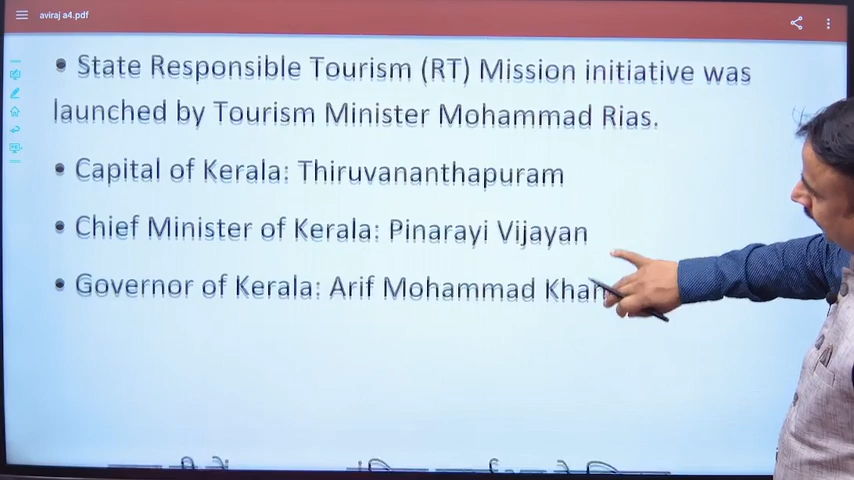 aviraj a4.pdf
• State Responsible Tourism (RT) Mission initiative was
launched by Tourism Minister Mohammad Rias.
• Capital of Kerala: Thiruvananthapuram
• Chief Minister of Kerala: Pinarayi Vijayan
• Governor of Kerala: Arif Mohammad Khan